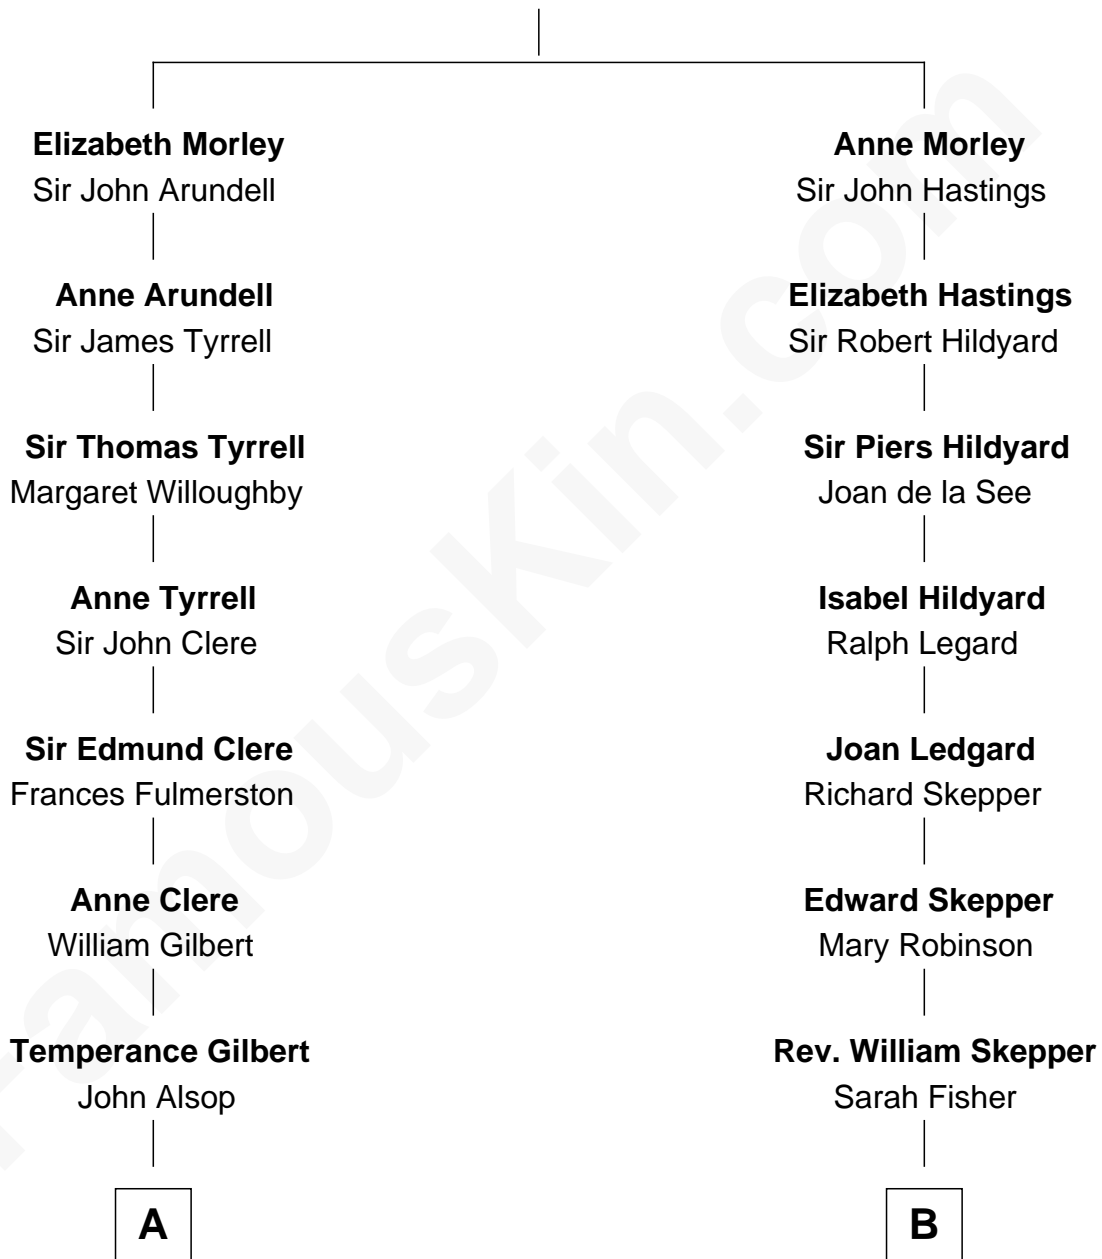 Elizabeth Morley
Sir John Arundell
Anne Morley
Sir John Hastings
Anne Arundell
Sir James Tyrrell
Elizabeth Hastings
Sir Robert Hildyard
Sir Thomas Tyrrell
Margaret Willoughby
Sir Piers Hildyard
Joan de la See
Anne Tyrrell
Sir John Clere
Isabel Hildyard
Ralph Legard
Sir Edmund Clere
Frances Fulmerston
Joan Ledgard
Richard Skepper
Anne Clere
William Gilbert
Edward Skepper
Mary Robinson
Temperance Gilbert
John Alsop
Rev. William Skepper
Sarah Fisher
A
B
FamousKin.com